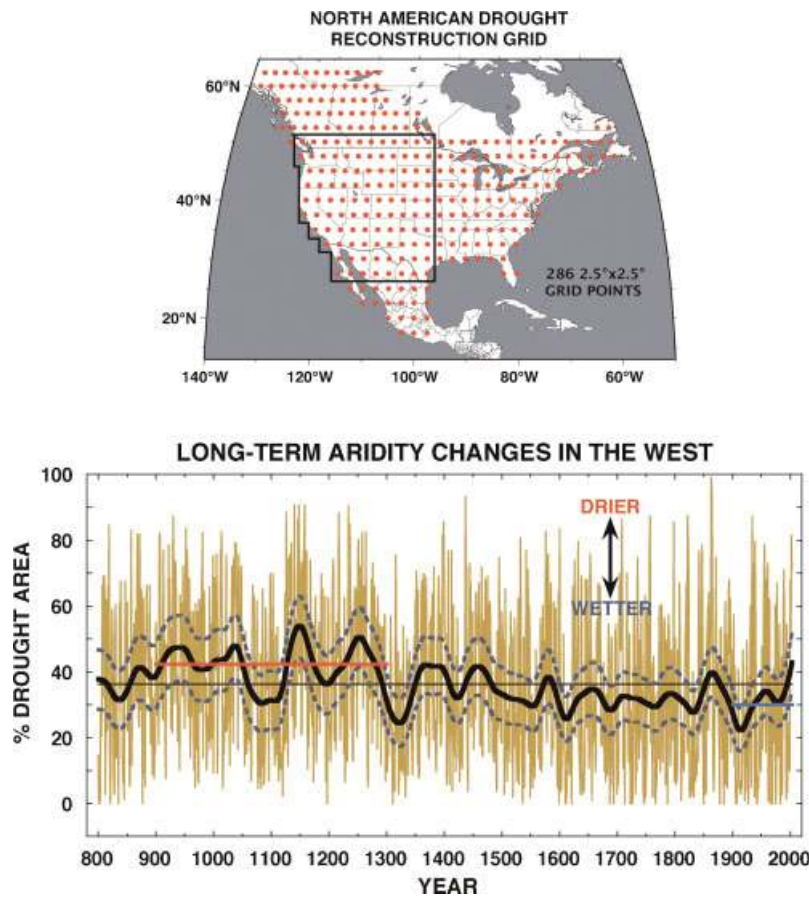 NORTH AMERICAN DROUGHT
RECONSTRUCTION GRID
60°N
40°N
20°N
286 2.5°x2.5°
GRID POINTS
140°W 120°W 100°W 80°W 60°W
LONG-TERM ARIDITY CHANGES IN THE WEST
% DROUGHT AREA
100
80
60
40
20
0
DRIER
WETTER
800 900 1000 1100 1200 1300 1400 1500 1600 1700 1800 1900 2000
YEAR